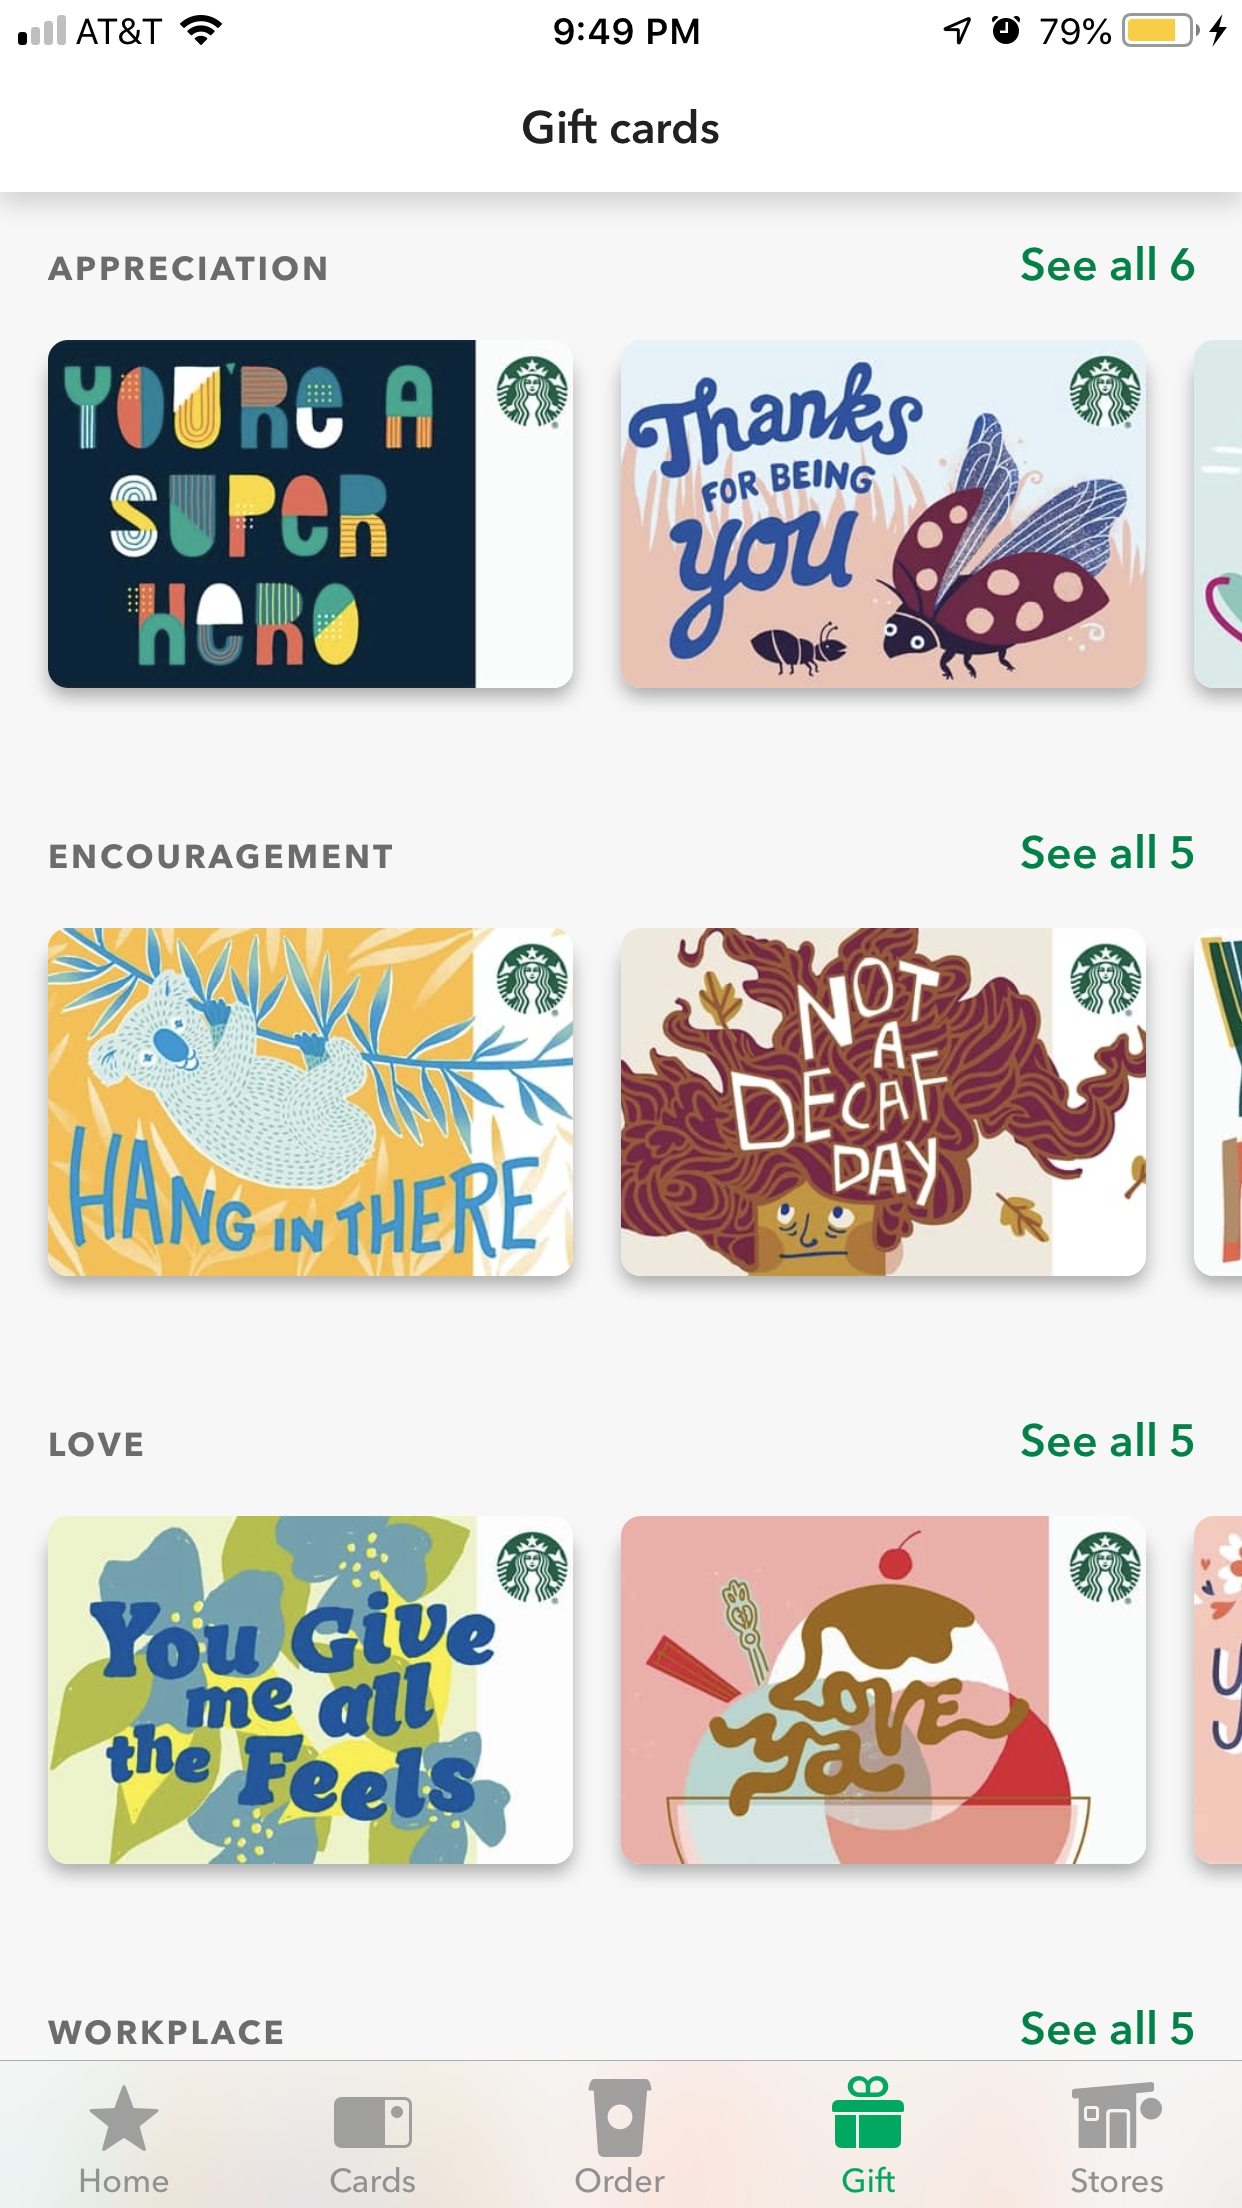 AT&T
9:49 PM
79%
Gift cards
APPRECIATION
See all 6
YOU'RE A
SUPER
HERO
Thanks
FOR BEING
you
ENCOURAGEMENT
See all 5
HANG IN THERE
NOT
A
DECAF
DAY
LOVE
See all 5
You Give
me all
the Feels
LOVE
ya
WORKPLACE
See all 5
Home
Cards
Order
Gift
Stores